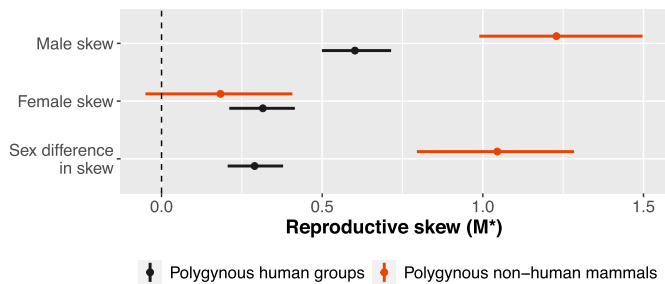 Male skew
Female skew
Sex difference
in skew
0.0 0.5 1.0 1.5
Reproductive skew (M*)
Polygynous human groups Polygynous non−human mammals